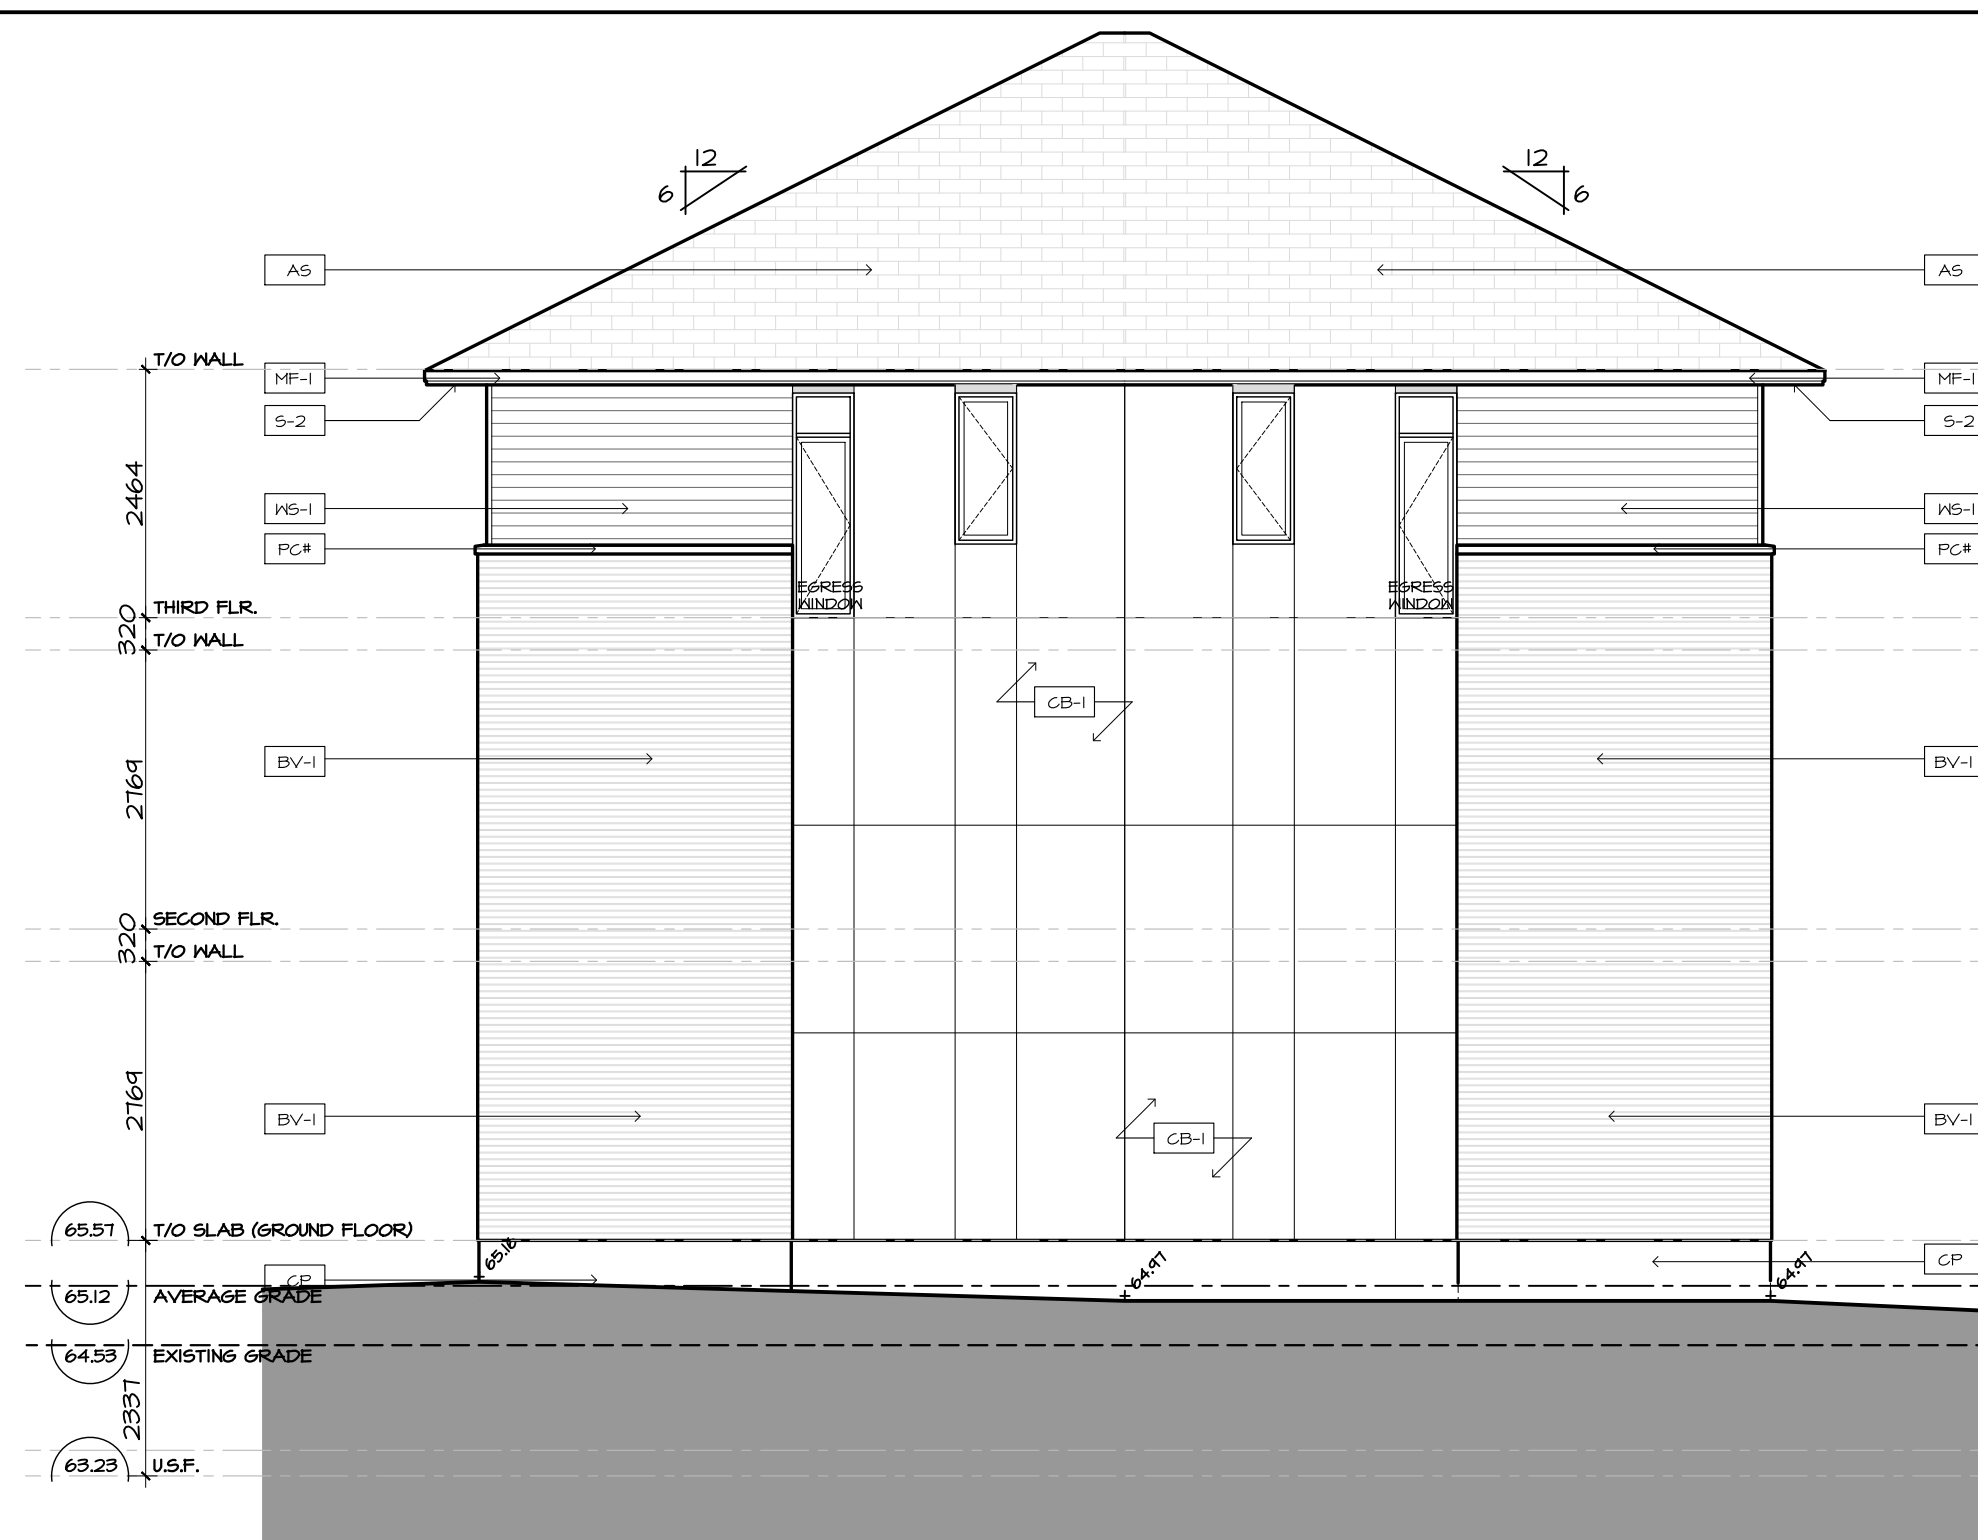 12
6
12
6
AS
AS
T/O WALL
MF-1
MF-1
S-2
S-2
2464
WS-1
WS-1
PC#
PC#
EGRESS
WINDOW
EGRESS
WINDOW
THIRD FLR.
320
T/O WALL
CB-1
BV-1
BV-1
2769
SECOND FLR.
320
T/O WALL
2769
BV-1
BV-1
CB-1
65.57
T/O SLAB (GROUND FLOOR)
64.97
64.97
CP
CP
65.12
AVERAGE GRADE
64.53
EXISTING GRADE
2337
63.23
U.S.F.